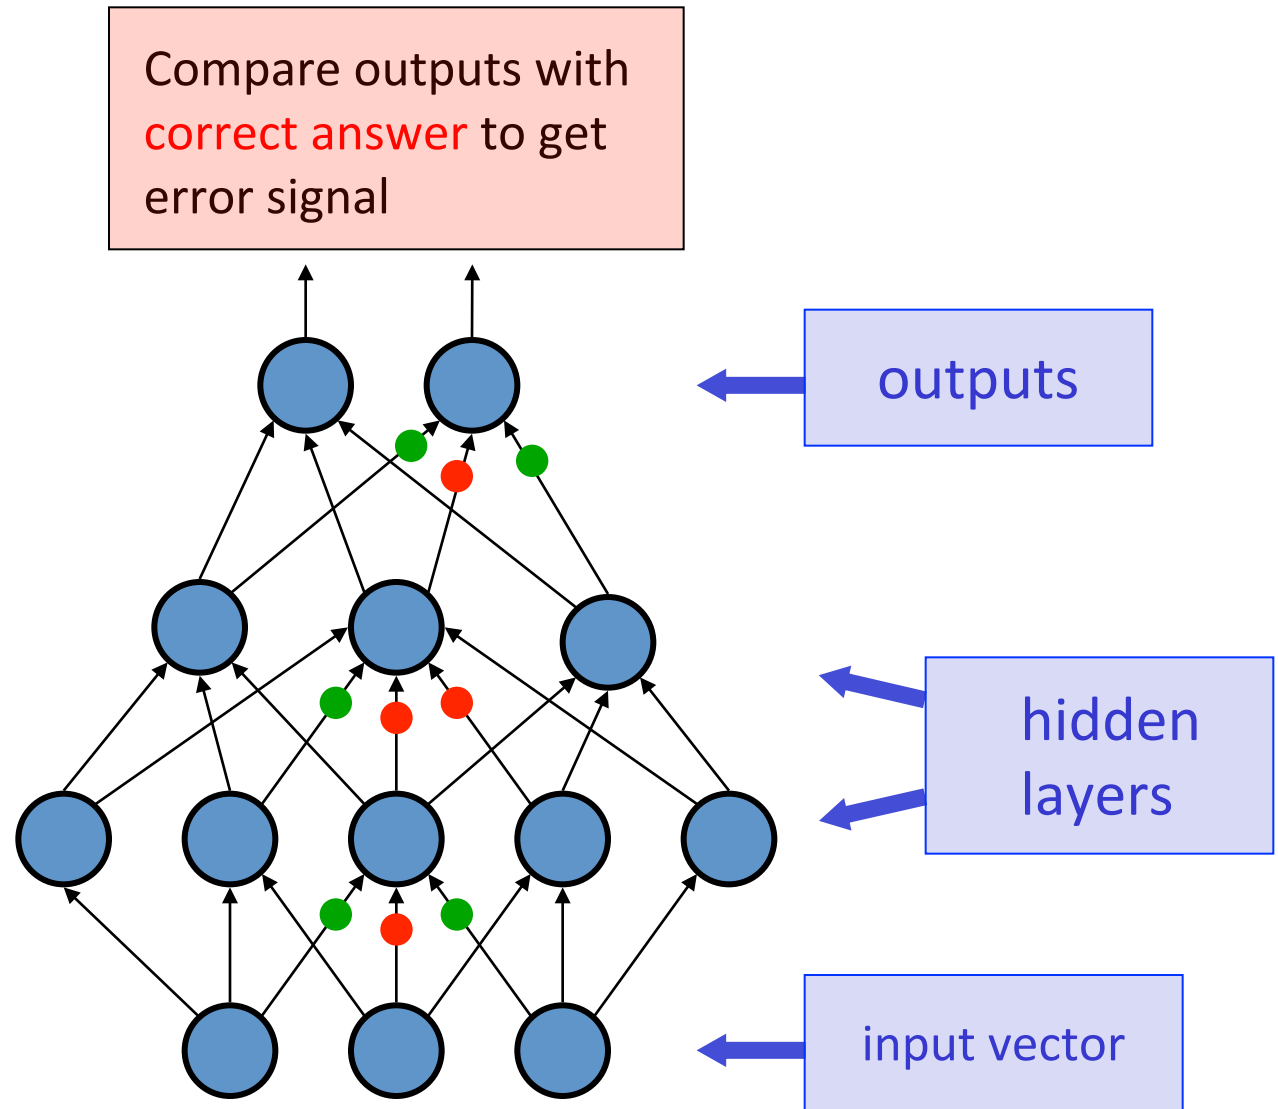 Compare outputs with
correct answer to get
error signal
outputs
hidden
layers
input vector